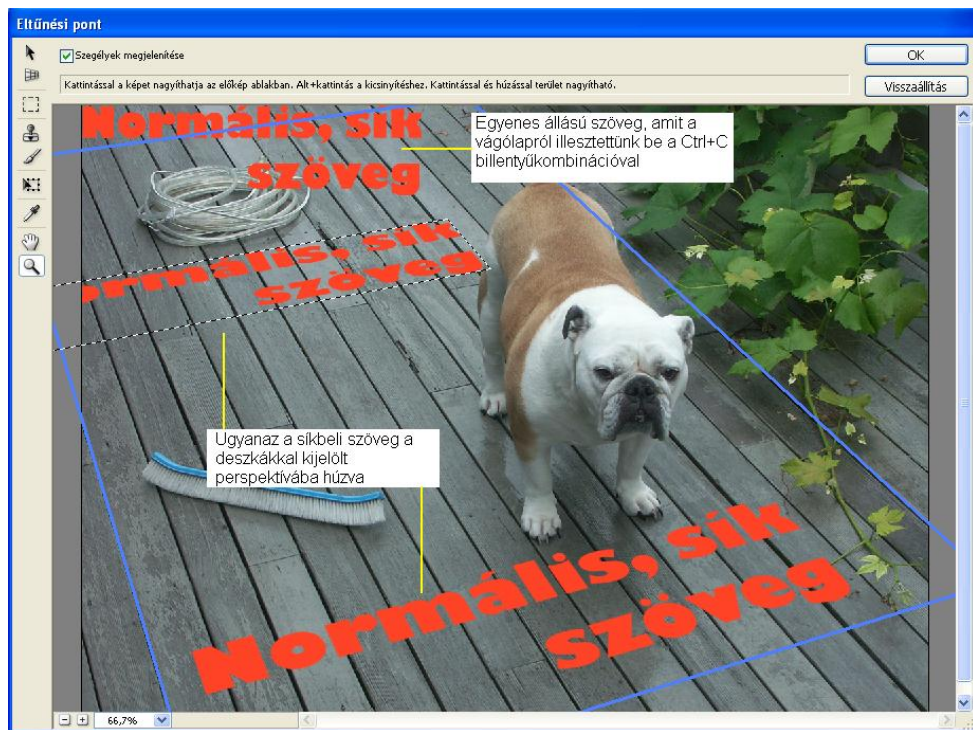 Eltűnési pont
Szegélyek megjelenítése
OK
Kattintással a képet nagyíthatja az előkép ablakban. Alt+kattintás a kicsinyítéshez. Kattintással és húzással terület nagyítható.
Visszaállítás
Normális, sík
szöveg
Egyenes állású szöveg, amit a
vágólapról illesztettünk be a Ctrl+C
billentyűkombinációval
ormális, sík
szöveg
Ugyanaz a síkbeli szöveg a
deszkákkal kijelölt
perspektívába húzva
Normális, sík
szöveg
66,7%